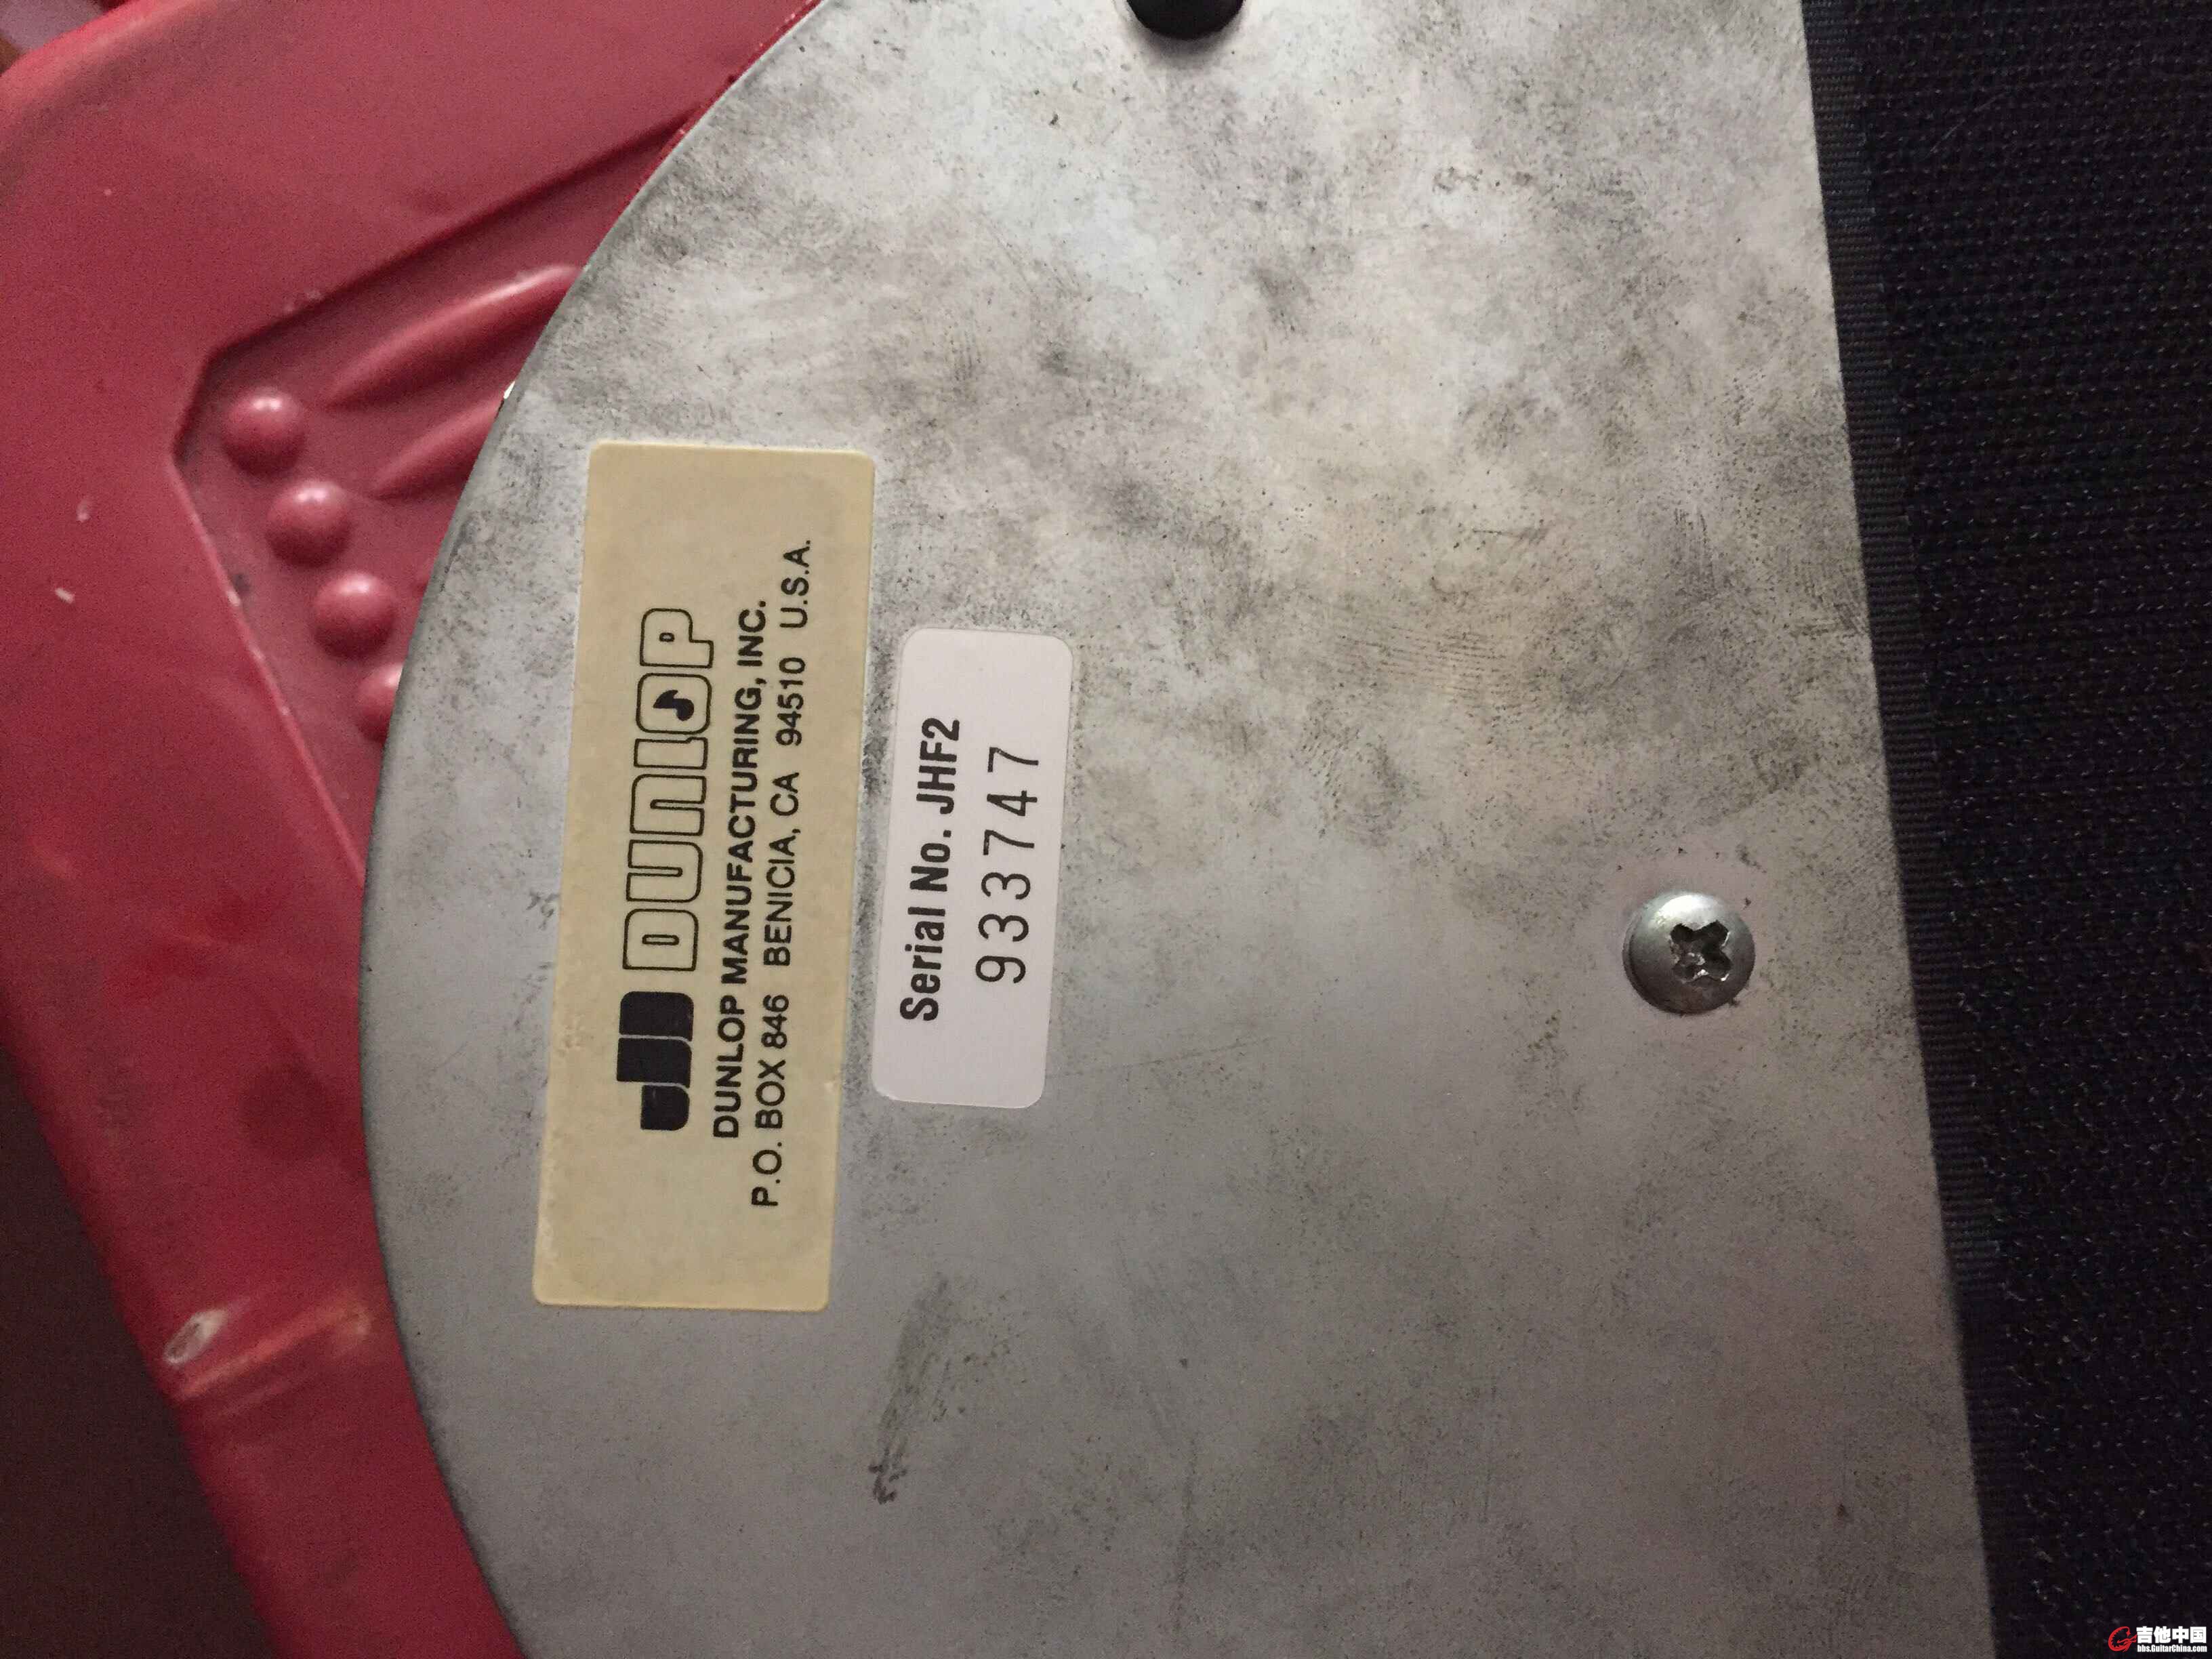 DUNLOP
DUNLOP MANUFACTURING, INC.
P.O. BOX 846 BENICIA, CA 94510 U.S.A.
Serial No. JHF2
933747
吉他中国
bbs.GuitarChina.com